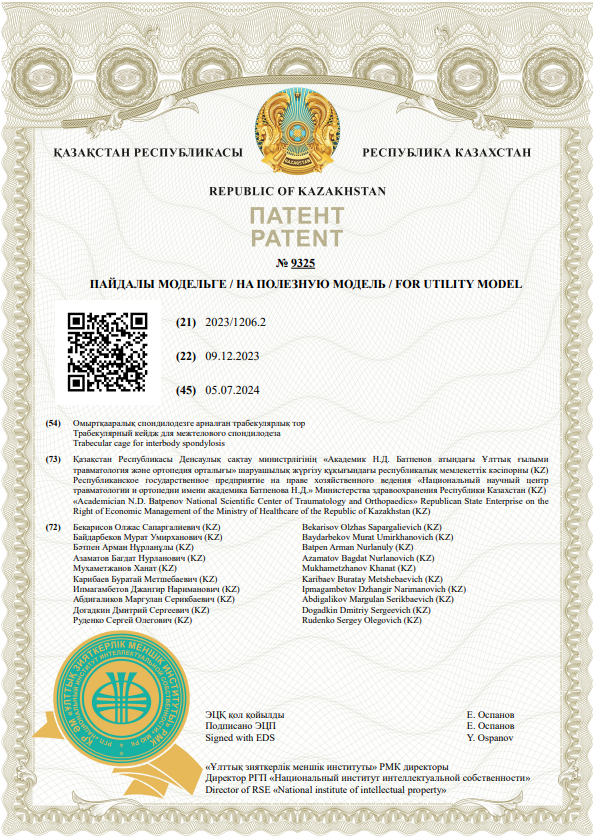 ҚАЗАҚСТАН РЕСПУБЛИКАСЫ
РЕСПУБЛИКА КАЗАХСТАН
REPUBLIC OF KAZAKHSTAN
ПАТЕНТ
PATENT
№ 9325
ПАЙДАЛЫ МОДЕЛЬГЕ / НА ПОЛЕЗНУЮ МОДЕЛЬ / FOR UTILITY MODEL
(21) 2023/1206.2
(22) 09.12.2023
(45) 05.07.2024
(54) Омыртқааралық спондилодезге арналған трабекулярлық тор
Трабекулярный кейдж для межтелового спондилодеза
Trabecular cage for interbody spondylosis
(73) Қазақстан Республикасы Денсаулық сақтау министрлігінің «Академик Н.Д. Батпенов атындағы Ұлттық ғылыми
травматология және ортопедия орталығы» шаруашылық жүргізу құқығындағы республикалық мемлекеттік кәсіпорны (KZ)
Республиканское государственное предприятие на праве хозяйственного ведения «Национальный научный центр
травматологии и ортопедии имени академика Батпенова Н.Д.» Министерства здравоохранения Республики Казахстан (KZ)
«Academician N.D. Batpenov National Scientific Center of Traumatology and Orthopaedics» Republican State Enterprise on the
Right of Economic Management of the Ministry of Healthcare of the Republic of Kazakhstan (KZ)
(72) Бекарисов Олжас Сапаргалиевич (KZ)
Байдарбеков Мурат Умирханович (KZ)
Бәтпен Арман Нұрланұлы (KZ)
Азаматов Багдат Нурланович (KZ)
Мухаметжанов Ханат (KZ)
Карибаев Буратай Метшебаевич (KZ)
Ипмагамбетов Джангир Нариманович (KZ)
Абдигаликов Маргулан Серикбаевич (KZ)
Догадкин Дмитрий Сергеевич (KZ)
Руденко Сергей Олегович (KZ)
Bekarisov Olzhas Sapargalievich (KZ)
Baydarbekov Murat Umirkhanovich (KZ)
Batpen Arman Nurlanuly (KZ)
Azamatov Bagdat Nurlanovich (KZ)
Mukhametzhanov Khanat (KZ)
Karibaev Buratay Metshebaevich (KZ)
Ipmagambetov Dzhangir Narimanovich (KZ)
Abdigalikov Margulan Serikbaevich (KZ)
Dogadkin Dmitriy Sergeevich (KZ)
Rudenko Sergey Olegovich (KZ)
ЭЦҚ қол қойылды Е. Оспанов
Подписано ЭЦП Е. Оспанов
Signed with EDS Y. Ospanov
«Ұлттық зияткерлік меншік институты» РМК директоры
Директор РГП «Национальный институт интеллектуальной собственности»
Director of RSE «National institute of intellectual property»